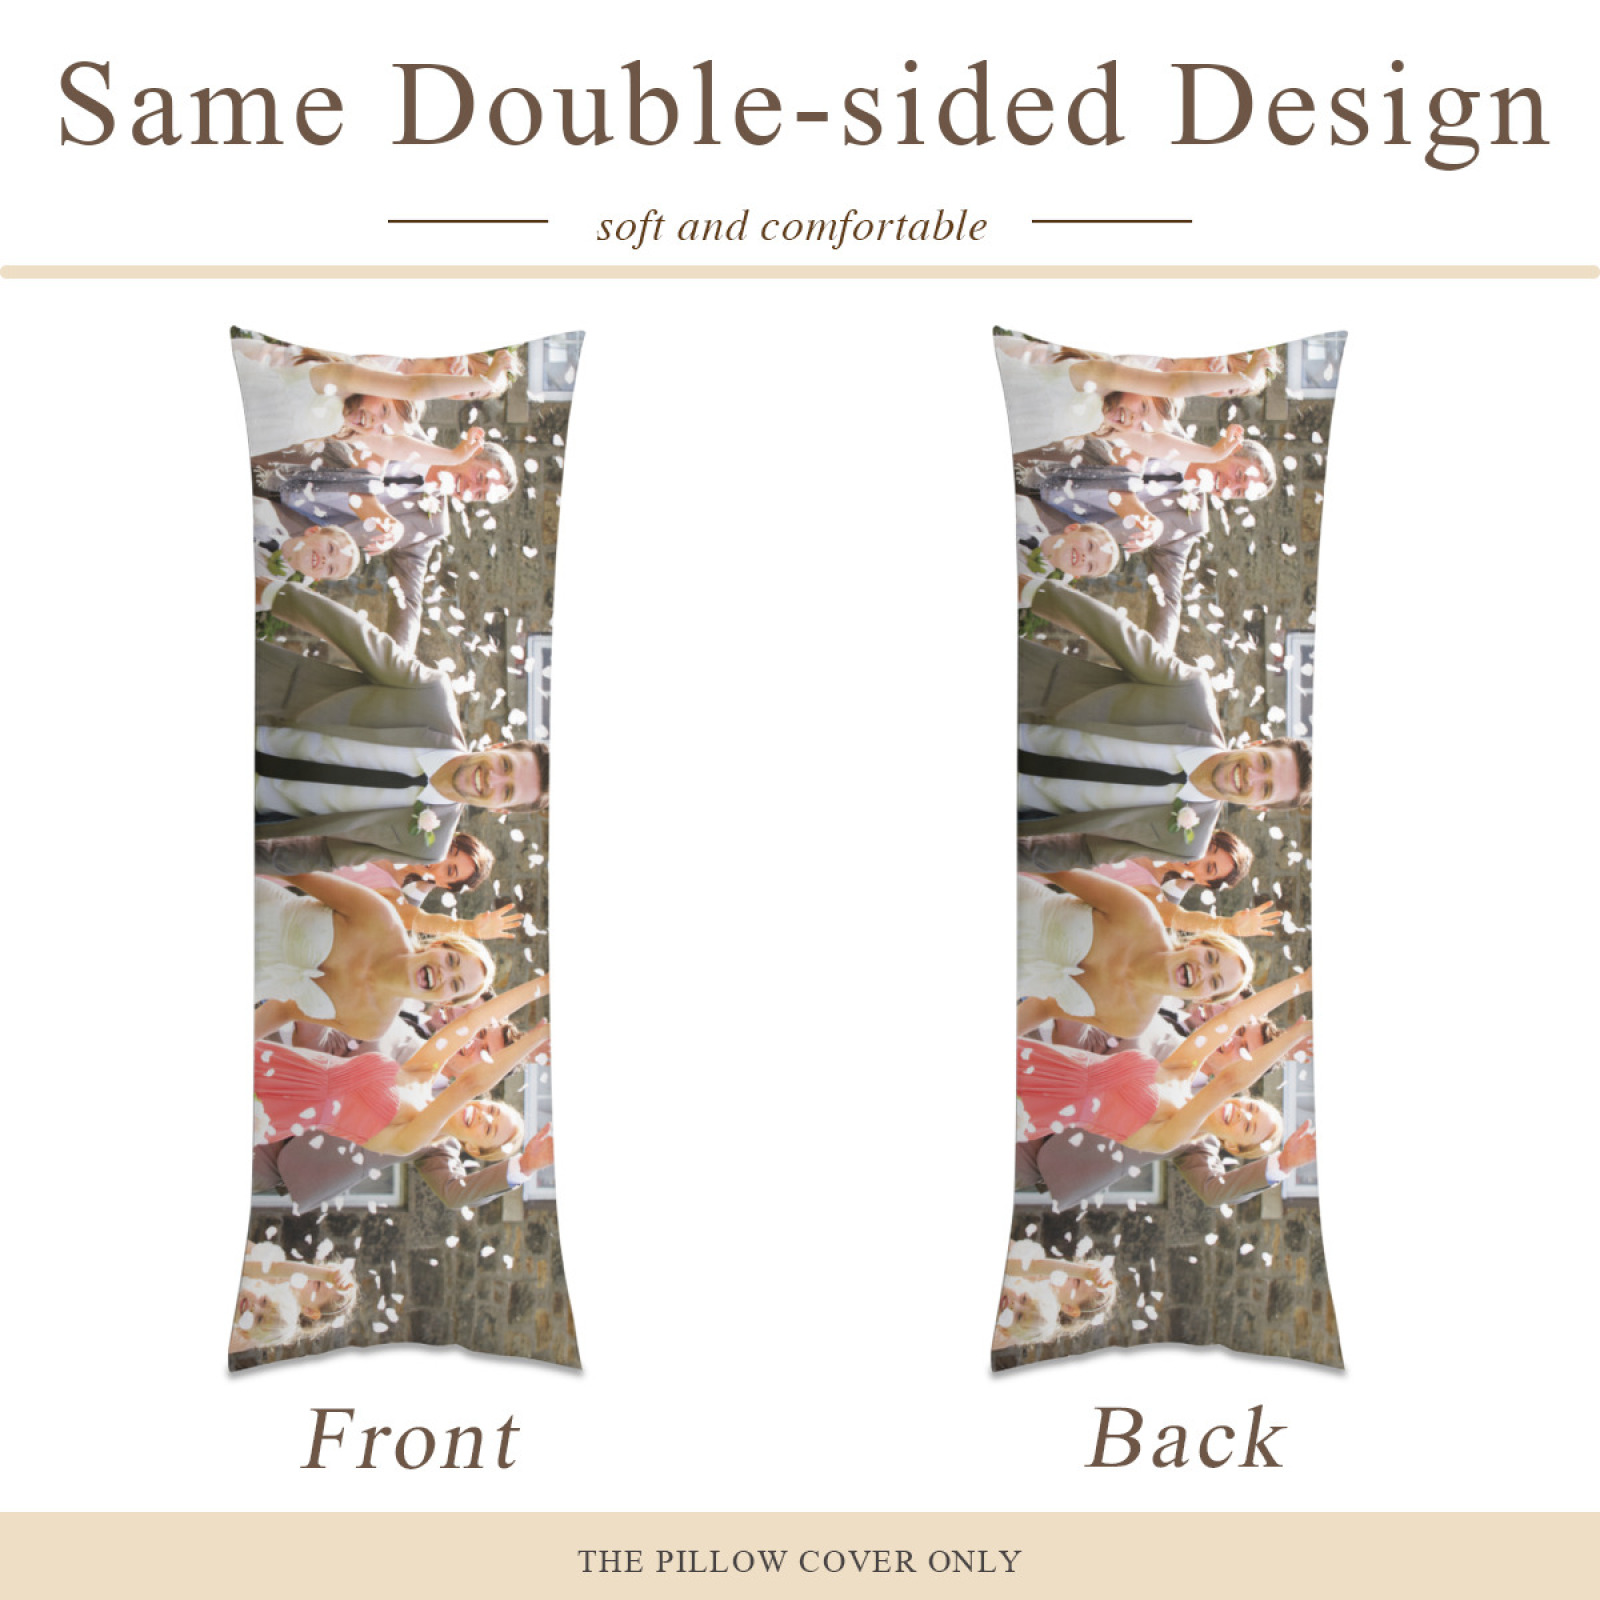 Same Double-sided Design
soft and comfortable
Front
Back
THE PILLOW COVER ONLY